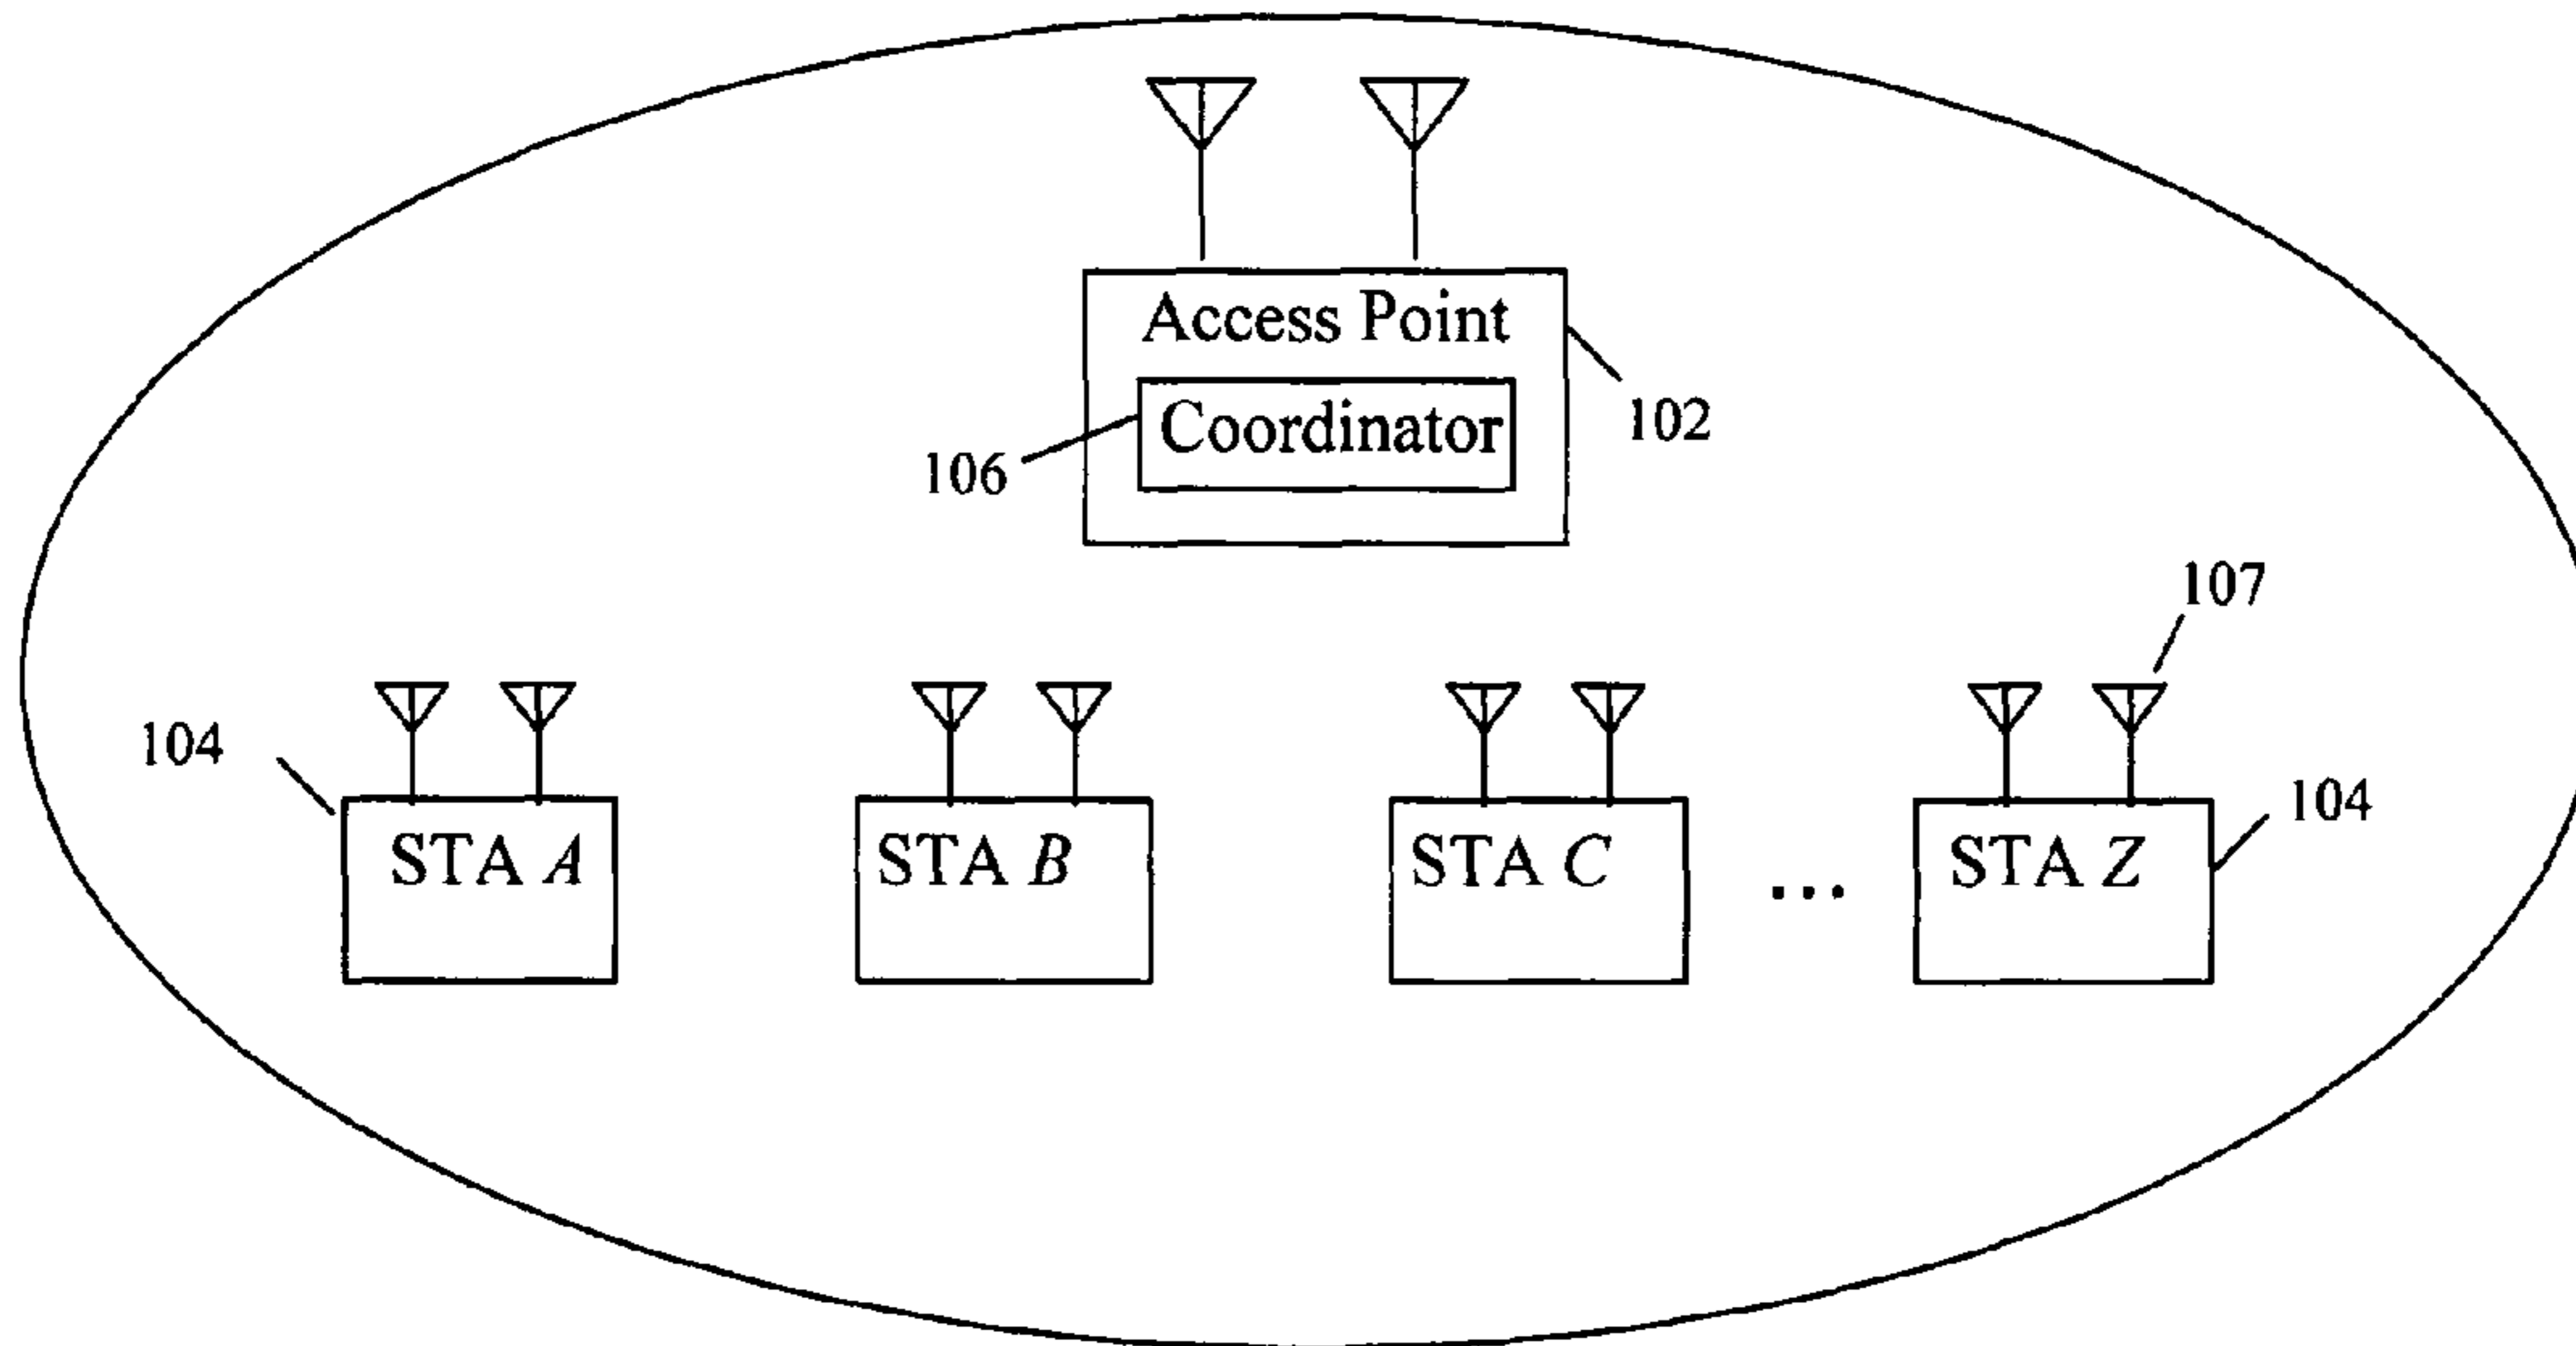 Access Point
102
Coordinator
106
107
104
STA A
STA B
STA C
...
STA Z
104